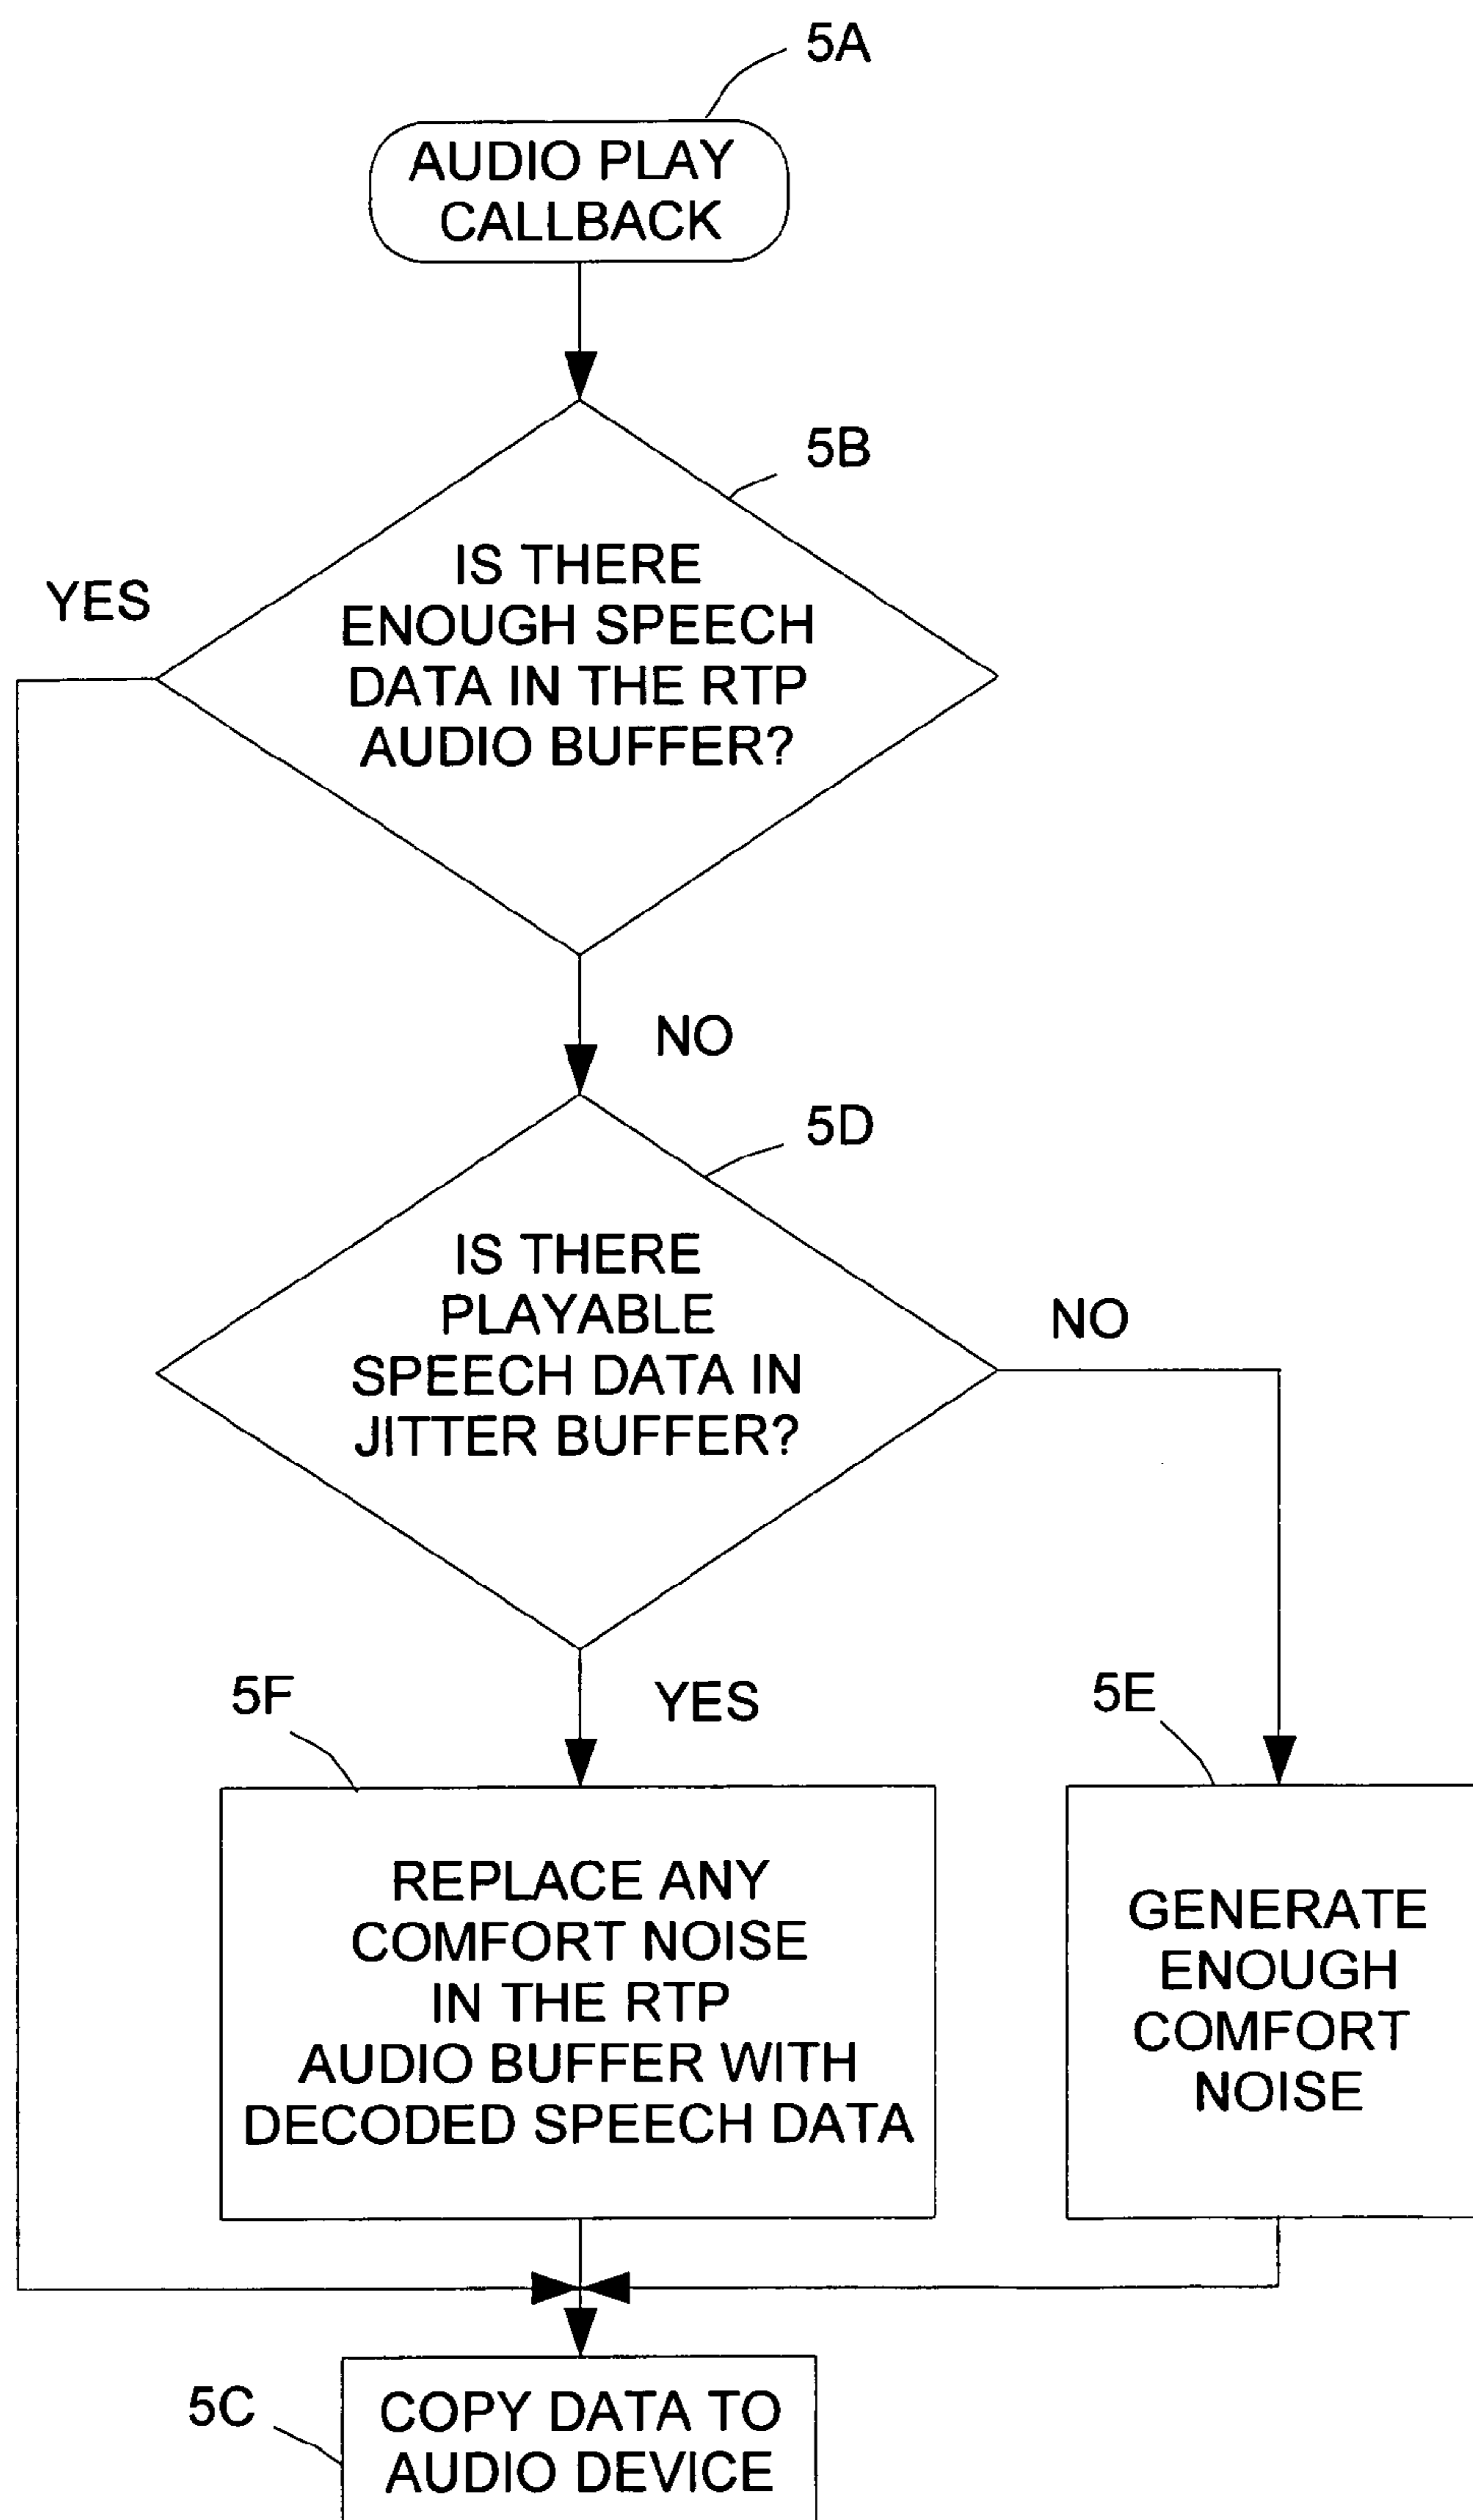 5A
AUDIO PLAY
CALLBACK
5B
IS THERE
ENOUGH SPEECH
DATA IN THE RTP
AUDIO BUFFER?
YES
NO
5D
IS THERE
PLAYABLE
SPEECH DATA IN
JITTER BUFFER?
NO
YES
5F
5E
REPLACE ANY
COMFORT NOISE
IN THE RTP
AUDIO BUFFER WITH
DECODED SPEECH DATA
GENERATE
ENOUGH
COMFORT
NOISE
5C
COPY DATA TO
AUDIO DEVICE